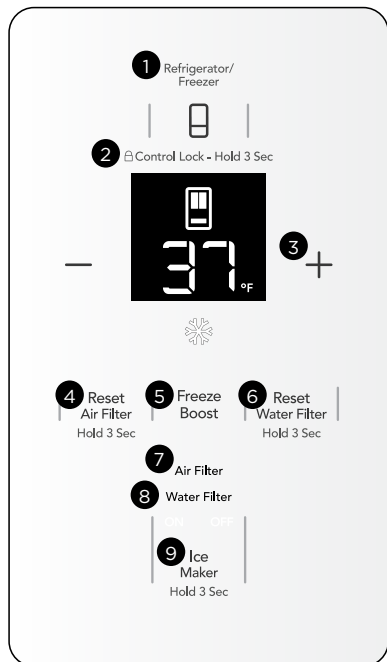 1 Refrigerator/
Freezer
2 Control Lock - Hold 3 Sec
37 °F
− 3 +
4 Reset
Air Filter
Hold 3 Sec
5 Freeze
Boost
6 Reset
Water Filter
Hold 3 Sec
7 Air Filter
8 Water Filter
ON OFF
9 Ice
Maker
Hold 3 Sec